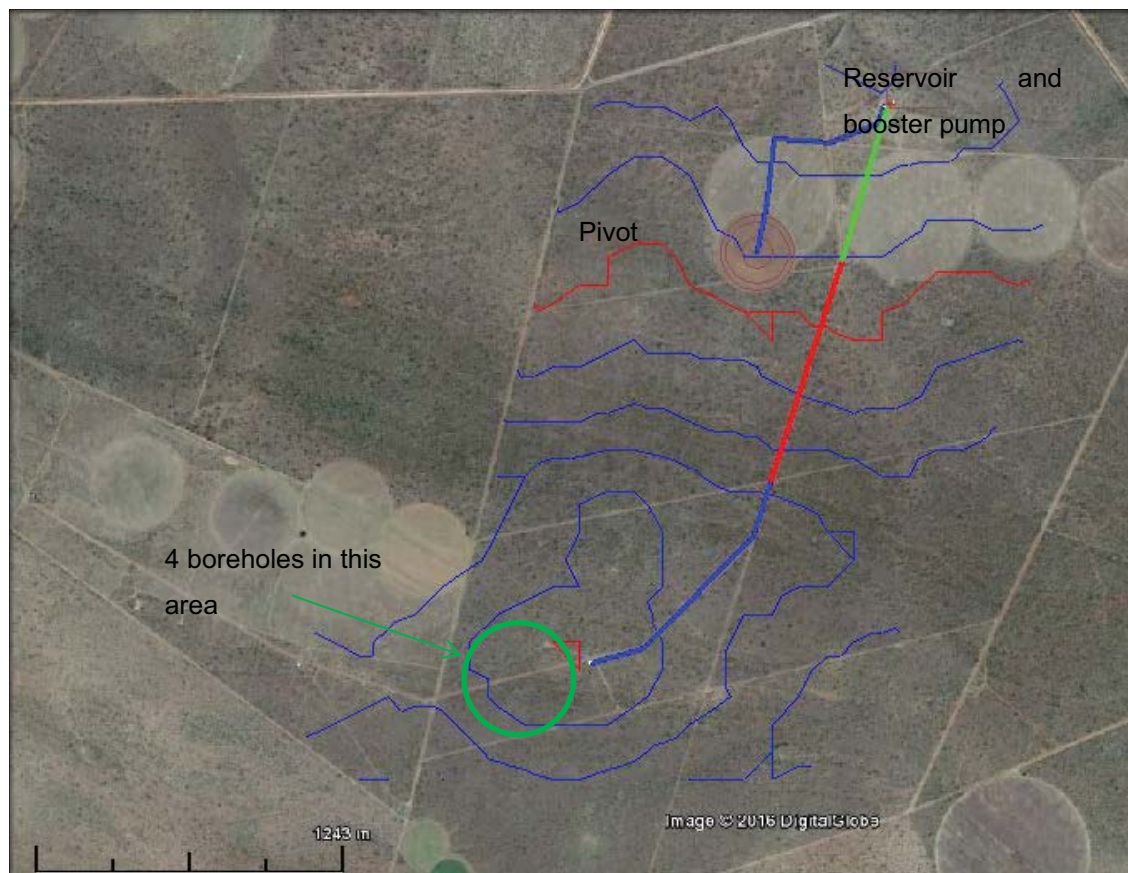 Reservoir and
booster pump
Pivot
4 boreholes in this
area
1243 m
Image © 2016 DigitalGlobe